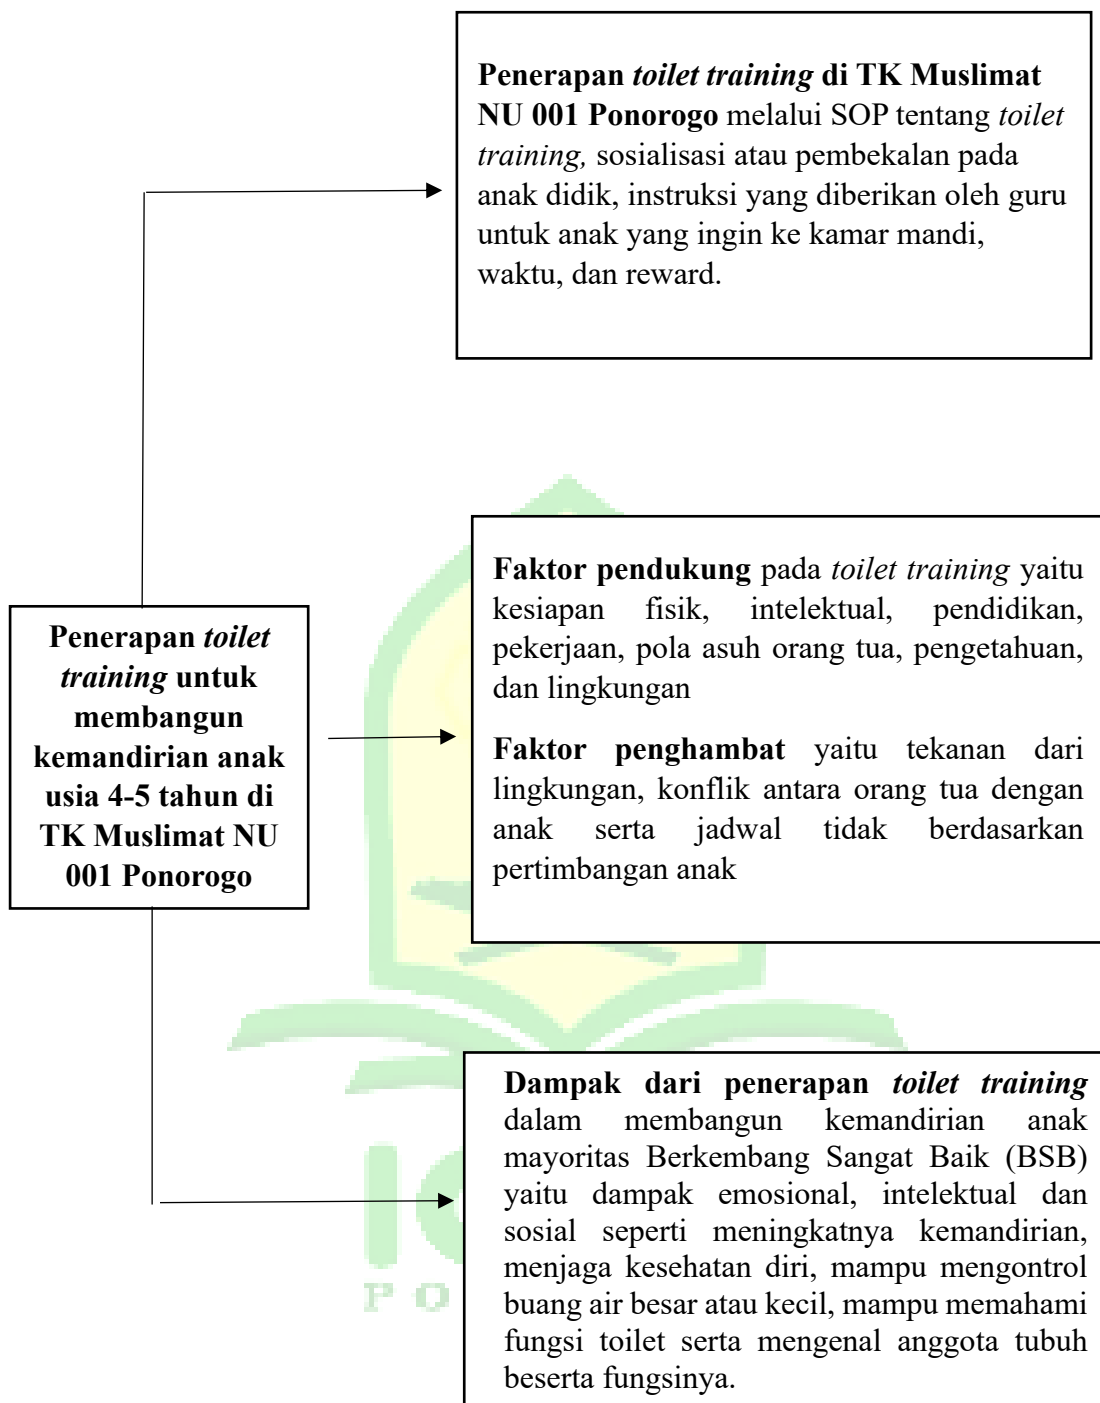 Penerapan toilet training di TK Muslimat
NU 001 Ponorogo melalui SOP tentang toilet
training, sosialisasi atau pembekalan pada
anak didik, instruksi yang diberikan oleh guru
untuk anak yang ingin ke kamar mandi,
waktu, dan reward.
Penerapan toilet
training untuk
membangun
kemandirian anak
usia 4-5 tahun di
TK Muslimat NU
001 Ponorogo
Faktor pendukung pada toilet training yaitu
kesiapan fisik, intelektual, pendidikan,
pekerjaan, pola asuh orang tua, pengetahuan,
dan lingkungan
Faktor penghambat yaitu tekanan dari
lingkungan, konflik antara orang tua dengan
anak serta jadwal tidak berdasarkan
pertimbangan anak
Dampak dari penerapan toilet training
dalam membangun kemandirian anak
mayoritas Berkembang Sangat Baik (BSB)
yaitu dampak emosional, intelektual dan
sosial seperti meningkatnya kemandirian,
menjaga kesehatan diri, mampu mengontrol
buang air besar atau kecil, mampu memahami
fungsi toilet serta mengenal anggota tubuh
beserta fungsinya.